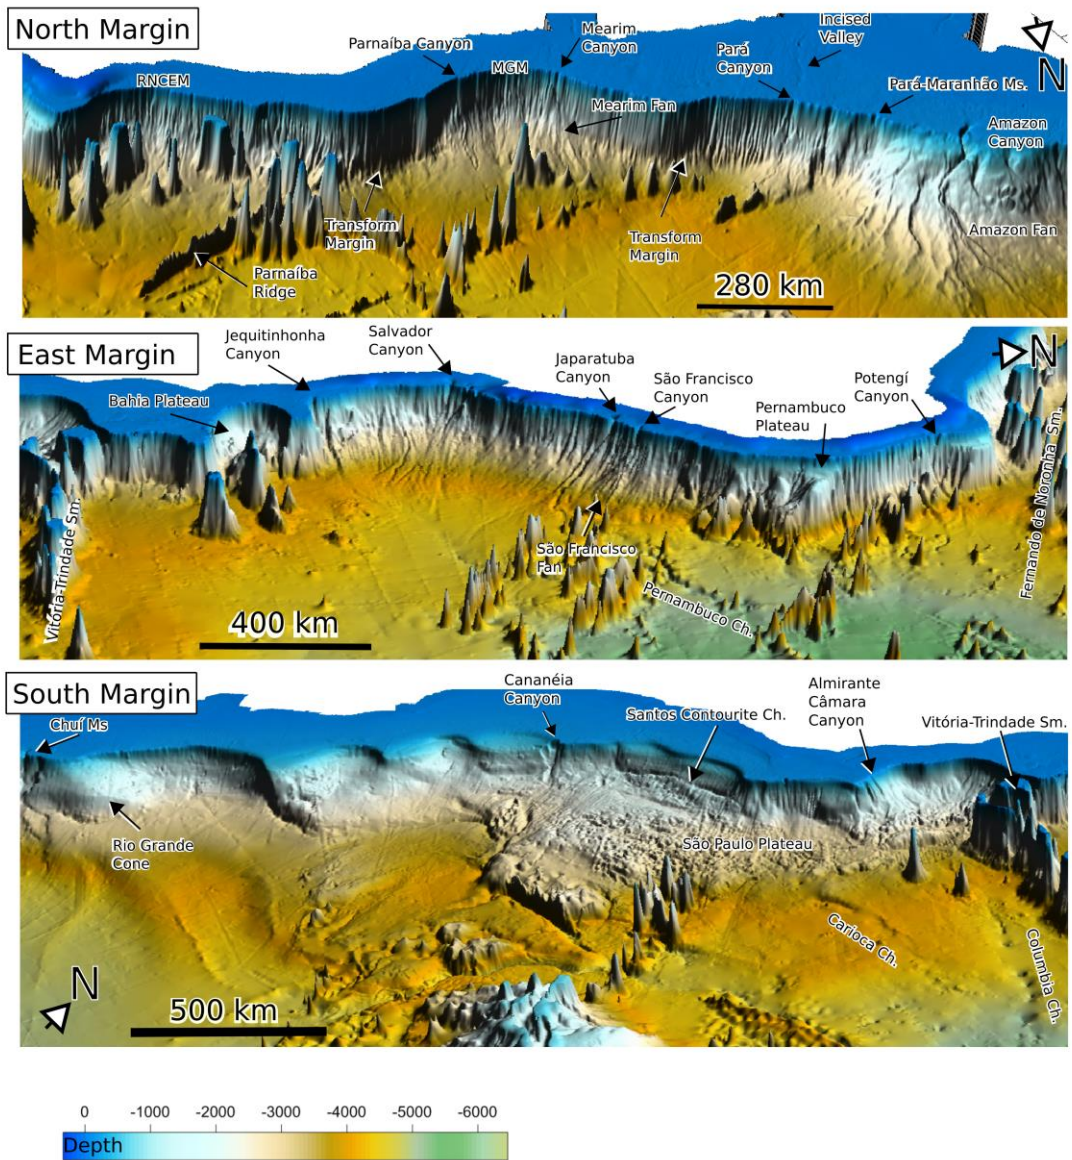 North Margin
Incised
Valley
Mearim
Canyon
Parnaíba Canyon
Pará
Canyon
N
RNCEM
MGM
Pará-Maranhão Ms.
Mearim Fan
Amazon
Canyon
Transform
Margin
Transform
Margin
Amazon Fan
Parnaíba
Ridge
280 km
East Margin
Jequitinhonha
Canyon
Salvador
Canyon
Japaratuba
Canyon
São Francisco
Canyon
Potengí
Canyon
N
Bahia Plateau
Pernambuco
Plateau
Fernando de Noronha Sm.
Vitória-Trindade Sm.
São Francisco
Fan
Pernambuco Ch.
400 km
South Margin
Cananéia
Canyon
Almirante
Câmara
Canyon
Chuí Ms
Santos Contourite Ch.
Vitória-Trindade Sm.
Rio Grande
Cone
São Paulo Plateau
Carioca Ch.
Columbia Ch.
N
500 km
0 -1000 -2000 -3000 -4000 -5000 -6000
Depth